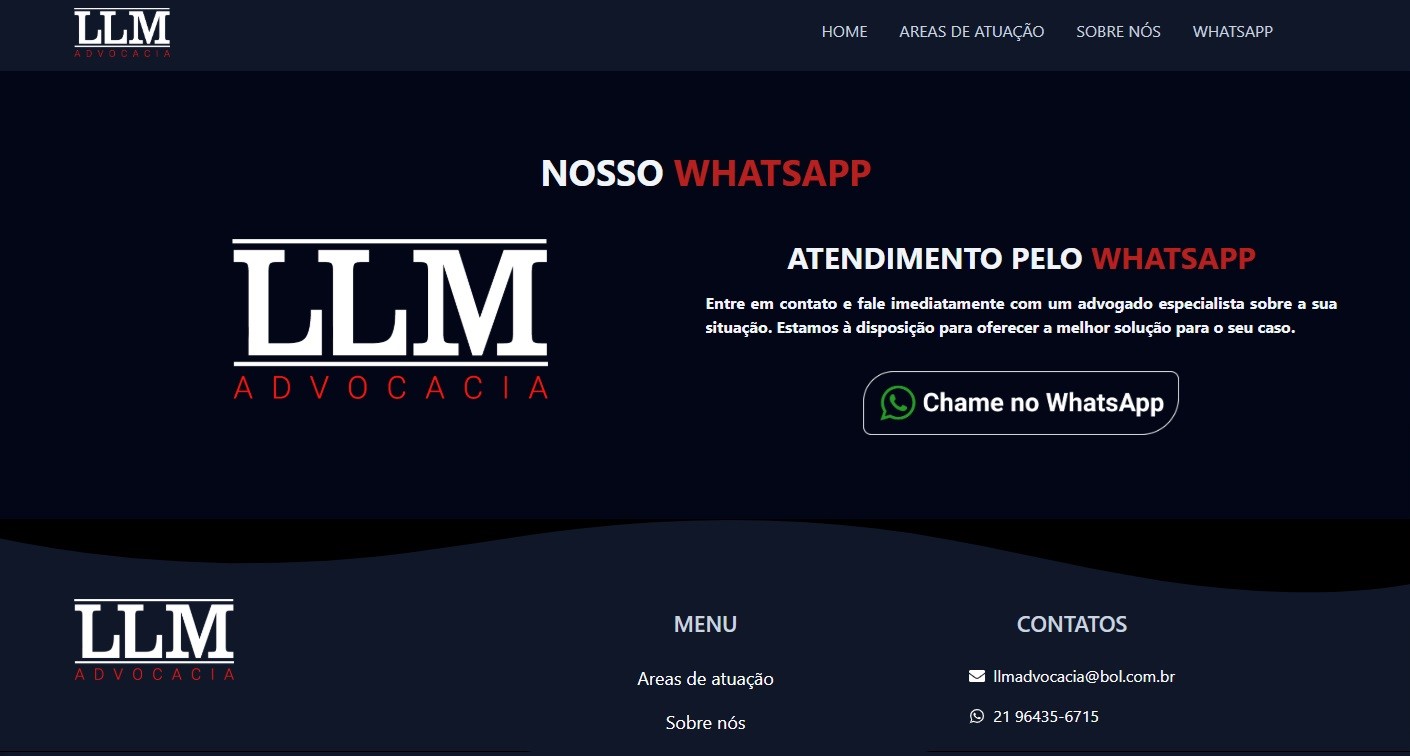 LLM
ADVOCACIA
HOME AREAS DE ATUAÇÃO SOBRE NÓS WHATSAPP
NOSSO WHATSAPP
LLM
ADVOCACIA
ATENDIMENTO PELO WHATSAPP
Entre em contato e fale imediatamente com um advogado especialista sobre a sua
situação. Estamos à disposição para oferecer a melhor solução para o seu caso.
Chame no WhatsApp
LLM
ADVOCACIA
MENU
Areas de atuação
Sobre nós
CONTATOS
llmadvocacia@bol.com.br
21 96435-6715